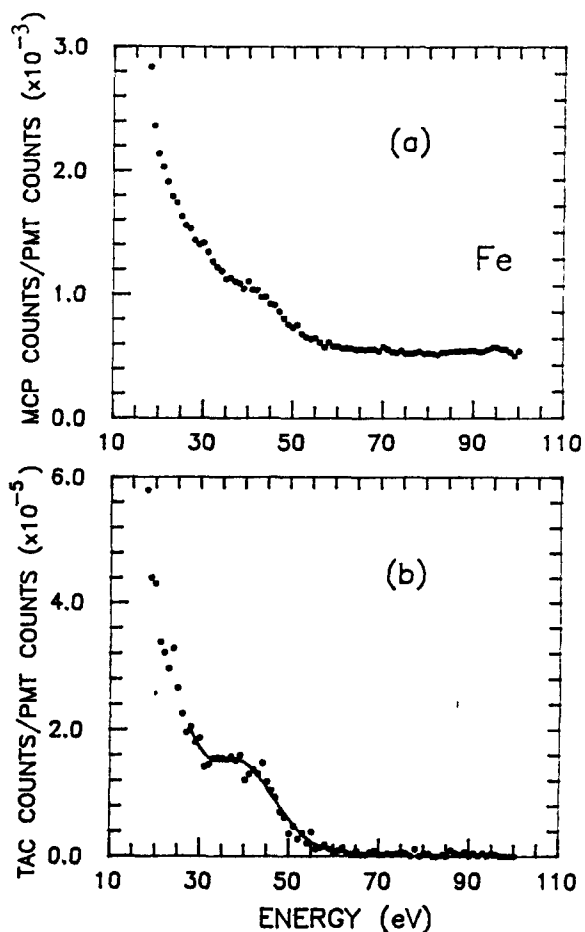 MCP COUNTS/PMT COUNTS (x10⁻³)
3.0
2.0
1.0
0.0
(a)
Fe
10 30 50 70 90 110
TAC COUNTS/PMT COUNTS (x10⁻⁵)
6.0
4.0
2.0
0.0
(b)
10 30 50 70 90 110
ENERGY (eV)